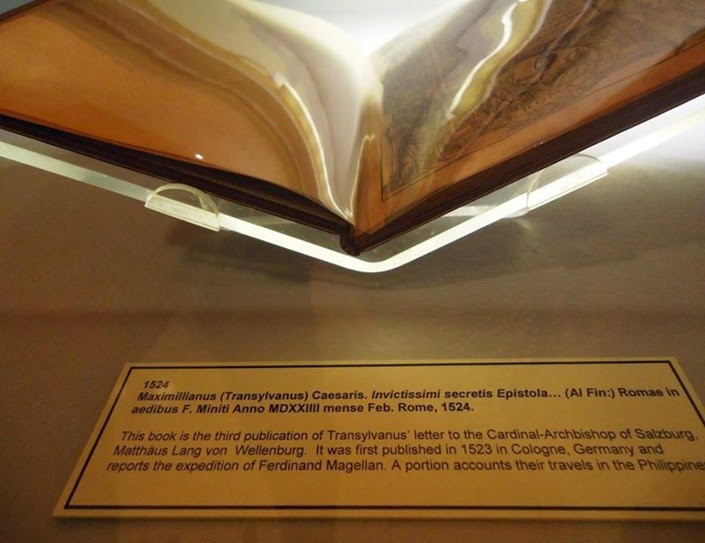 1524
Maximillianus (Transylvanus) Caesaris. Invictissimi secretis Epistola... (Al Fin:) Romae in
aedibus F. Miniti Anno MDXXIIII mense Feb. Rome, 1524.
This book is the third publication of Transylvanus' letter to the Cardinal-Archbishop of Salzburg,
Matthäus Lang von Wellenburg. It was first published in 1523 in Cologne, Germany and
reports the expedition of Ferdinand Magellan. A portion accounts their travels in the Philippine